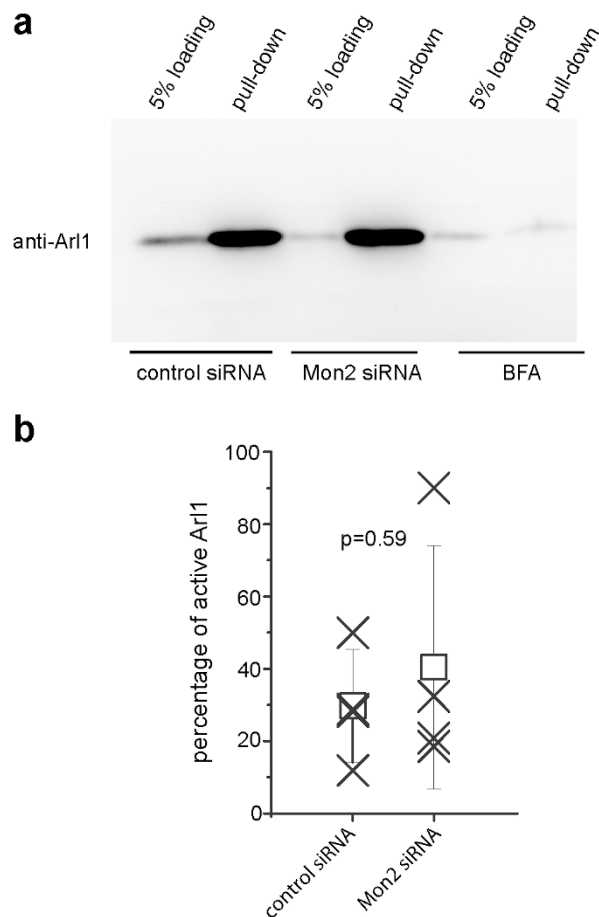 a
5% loading
pull-down
5% loading
pull-down
5% loading
pull-down
anti-Arl1
control siRNA
Mon2 siRNA
BFA
b
percentage of active Arl1
100
80
60
40
20
0
p=0.59
control siRNA
Mon2 siRNA